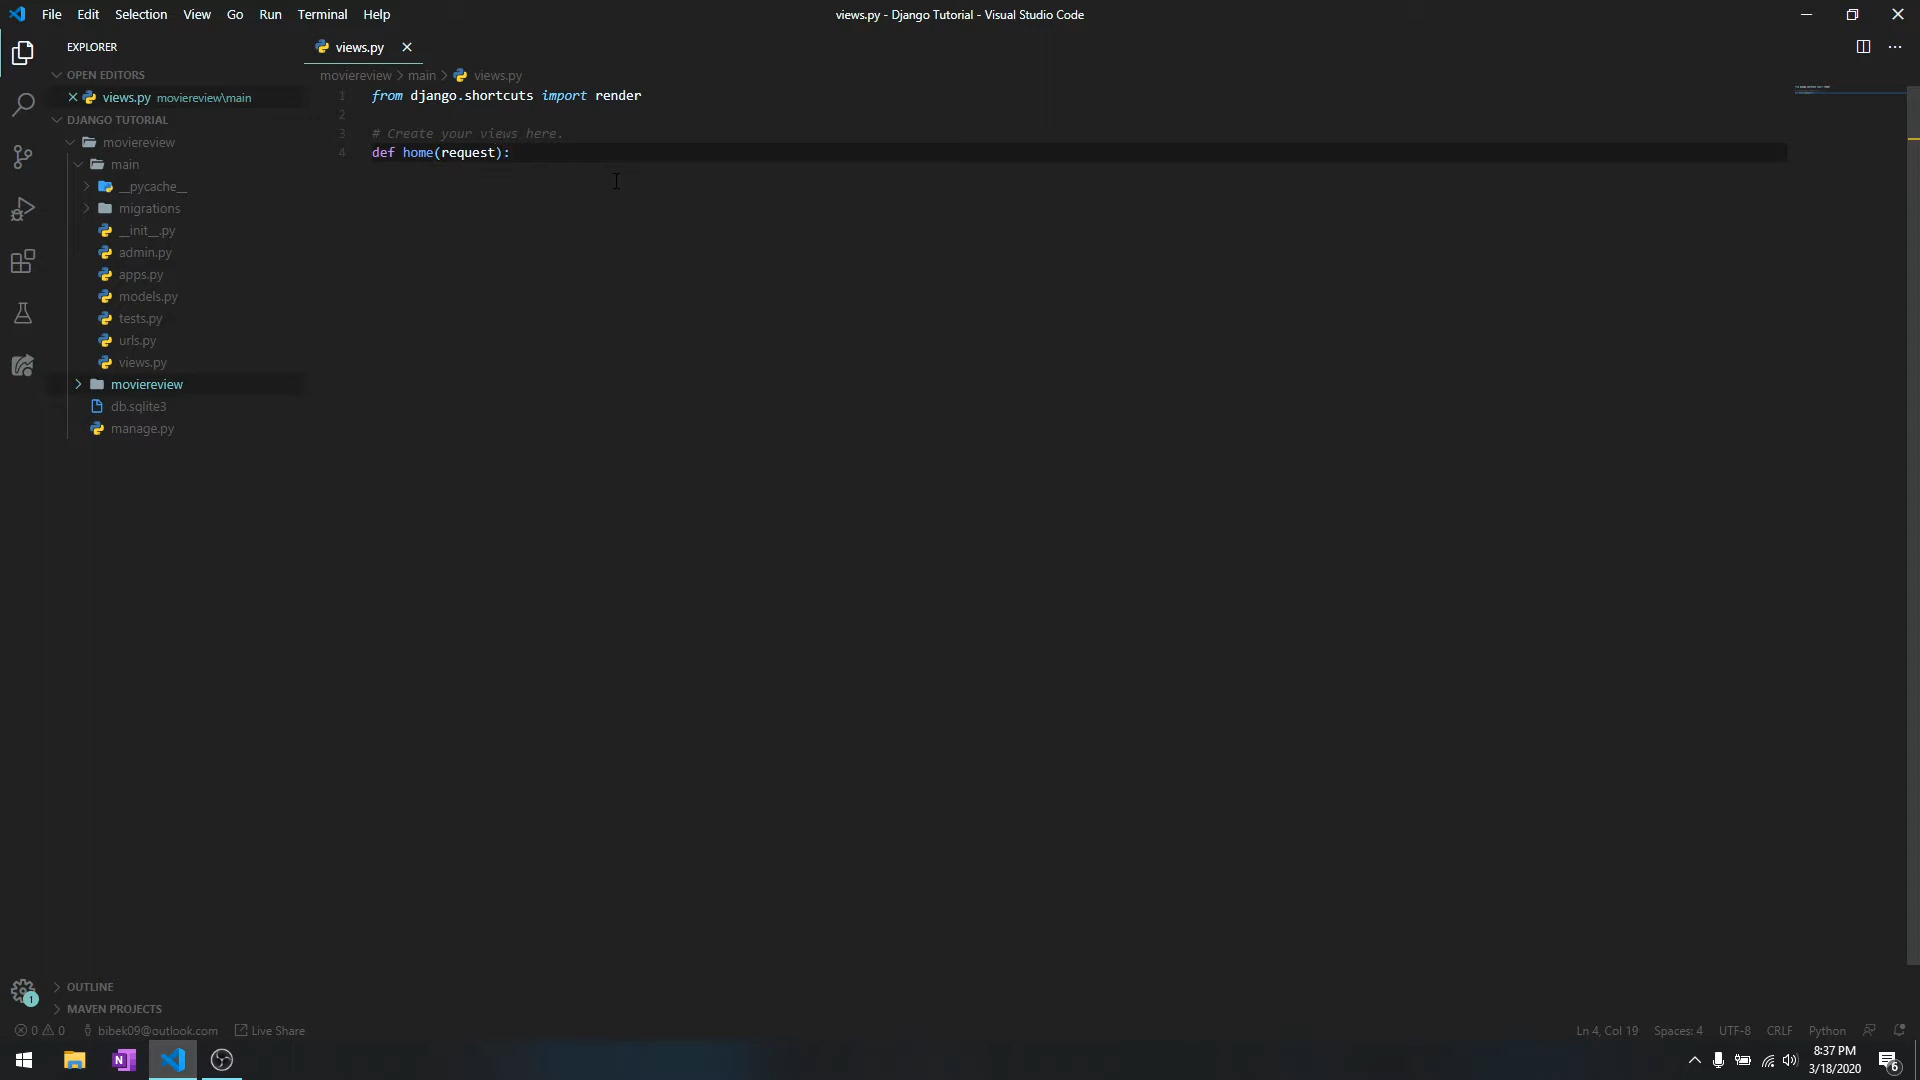 File Edit Selection View Go Run Terminal Help
views.py - Django Tutorial - Visual Studio Code
EXPLORER
views.py
OPEN EDITORS
views.py moviereview\main
DJANGO TUTORIAL
moviereview
main
__pycache__
migrations
__init__.py
admin.py
apps.py
models.py
tests.py
urls.py
views.py
moviereview
db.sqlite3
manage.py
OUTLINE
MAVEN PROJECTS
moviereview > main > views.py
1 from django.shortcuts import render
2
3 # Create your views here.
4 def home(request):
1
0 0 bibek09@outlook.com Live Share
Ln 4, Col 19 Spaces: 4 UTF-8 CRLF Python
N
8:37 PM
3/18/2020
6